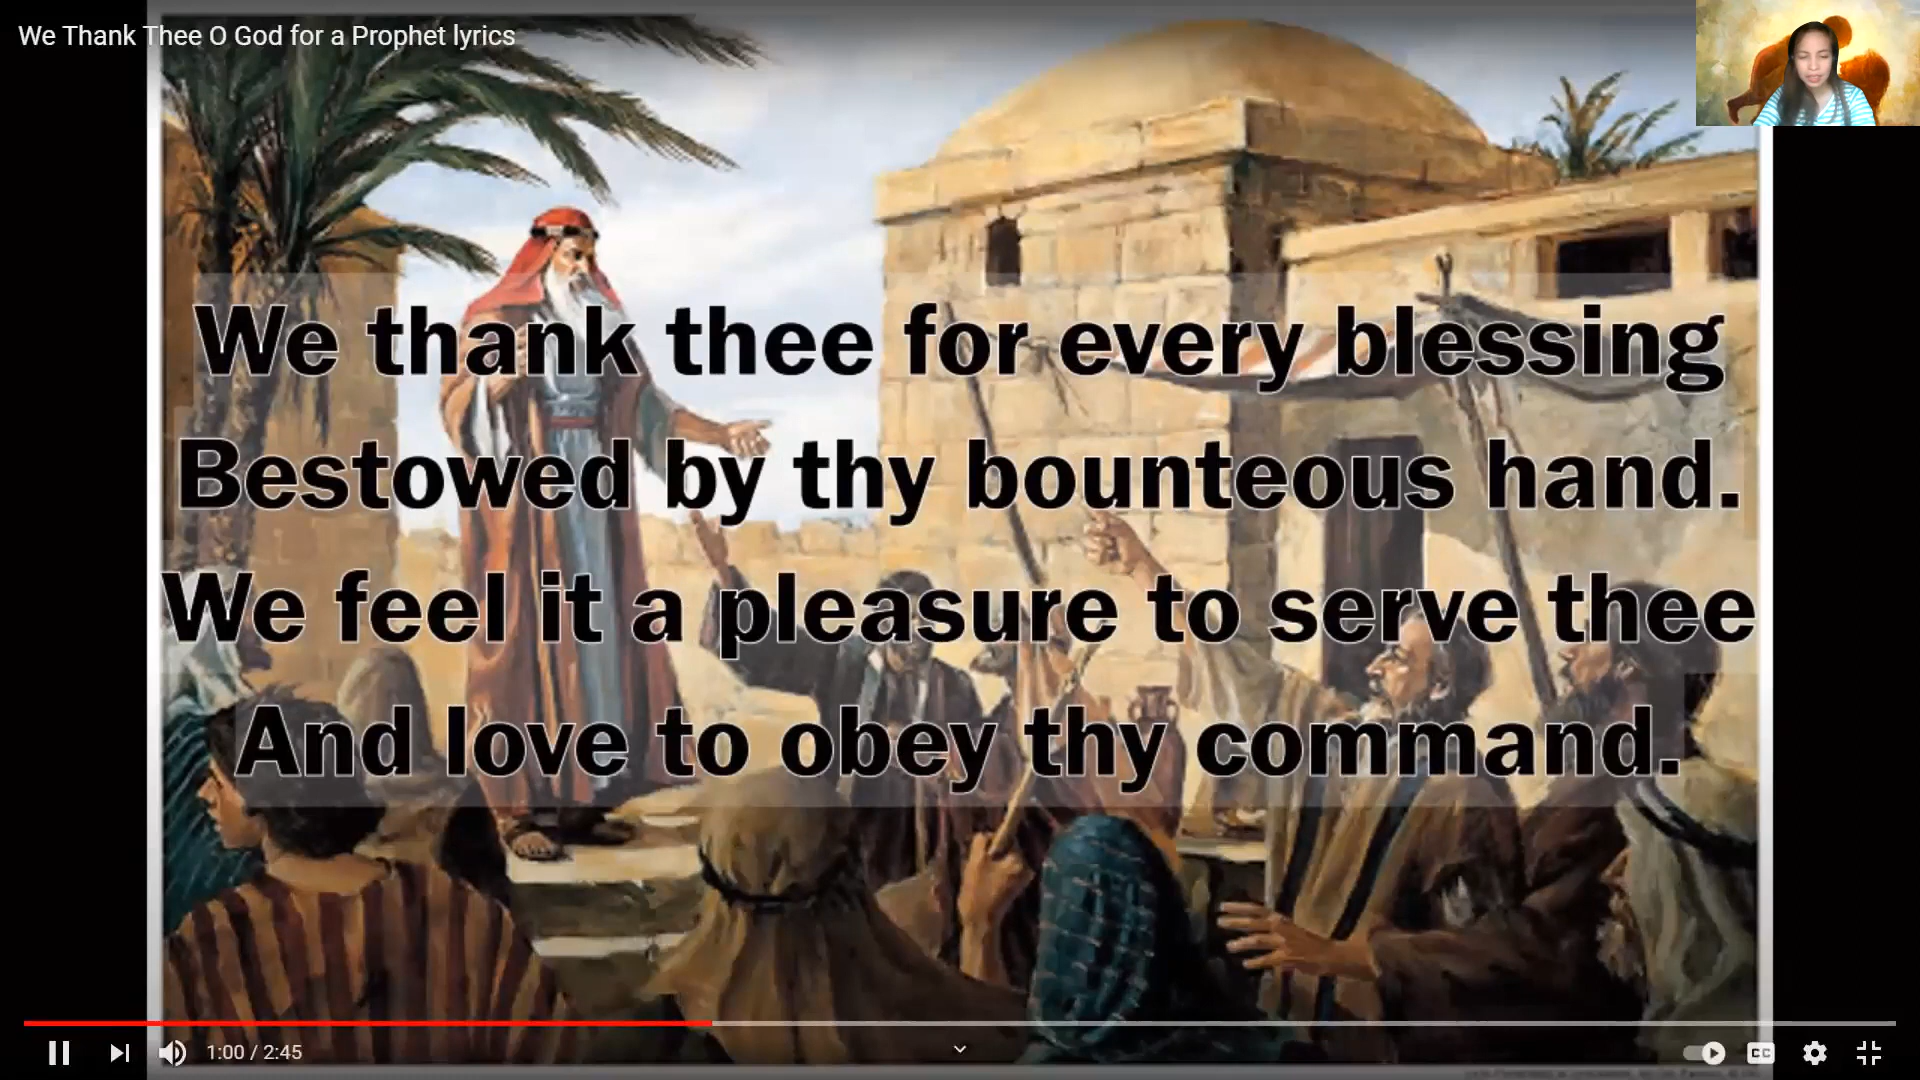 We Thank Thee O God for a Prophet lyrics
We thank thee for every blessing
Bestowed by thy bounteous hand.
We feel it a pleasure to serve thee
And love to obey thy command.
1:00 / 2:45
CC